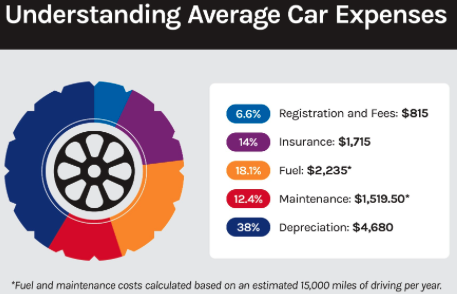 Understanding Average Car Expenses
6.6% Registration and Fees: $815
14% Insurance: $1,715
18.1% Fuel: $2,235*
12.4% Maintenance: $1,519.50*
38% Depreciation: $4,680
*Fuel and maintenance costs calculated based on an estimated 15,000 miles of driving per year.